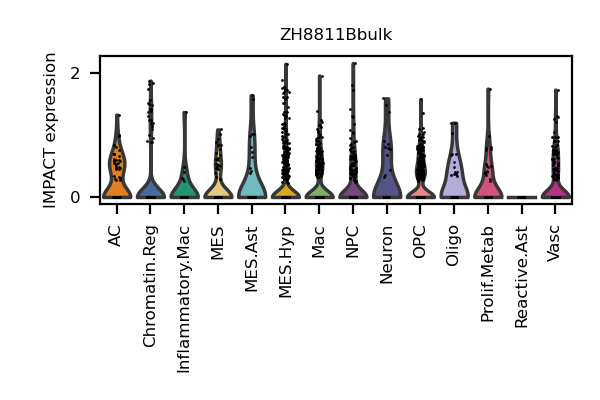 ZH8811Bbulk
IMPACT expression
2
0
AC
Chromatin.Reg
Inflammatory.Mac
MES
MES.Ast
MES.Hyp
Mac
NPC
Neuron
OPC
Oligo
Prolif.Metab
Reactive.Ast
Vasc